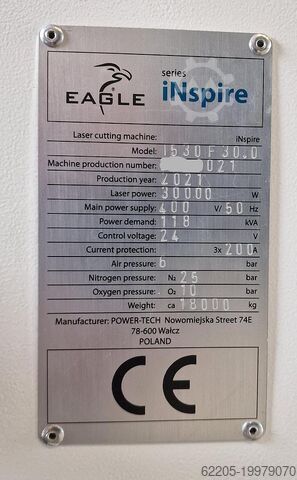 EAGLE
series
iNspire
Laser cutting machine: iNspire
Model: 1530 F 30.0
Machine production number: 021
Production year: 2021
Laser power: 30000 W
Main power supply: 400 V/ 50 Hz
Power demand: 118 kVA
Control voltage: 24 V
Current protection: 3x 200 A
Air pressure: 6 bar
Nitrogen pressure: N₂ 25 bar
Oxygen pressure: O₂ 10 bar
Weight: ca 18000 kg
Manufacturer: POWER-TECH Nowomiejska Street 74E
78-600 Wałcz
POLAND
CE
62205-19979070